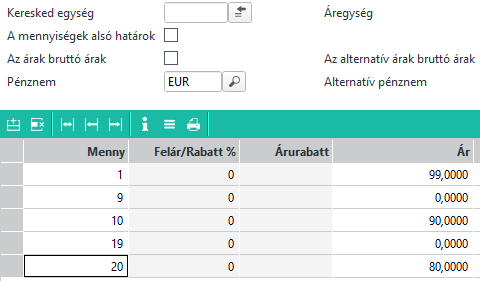 Keresked egység Áregység
A mennyiségek alsó határok
Az árak bruttó árak Az alternatív árak bruttó árak
Pénznem EUR Alternatív pénznem
Menny Felár/Rabatt % Árurabatt Ár
1 0 99,0000
9 0 0,0000
10 0 90,0000
19 0 0,0000
20 0 80,0000